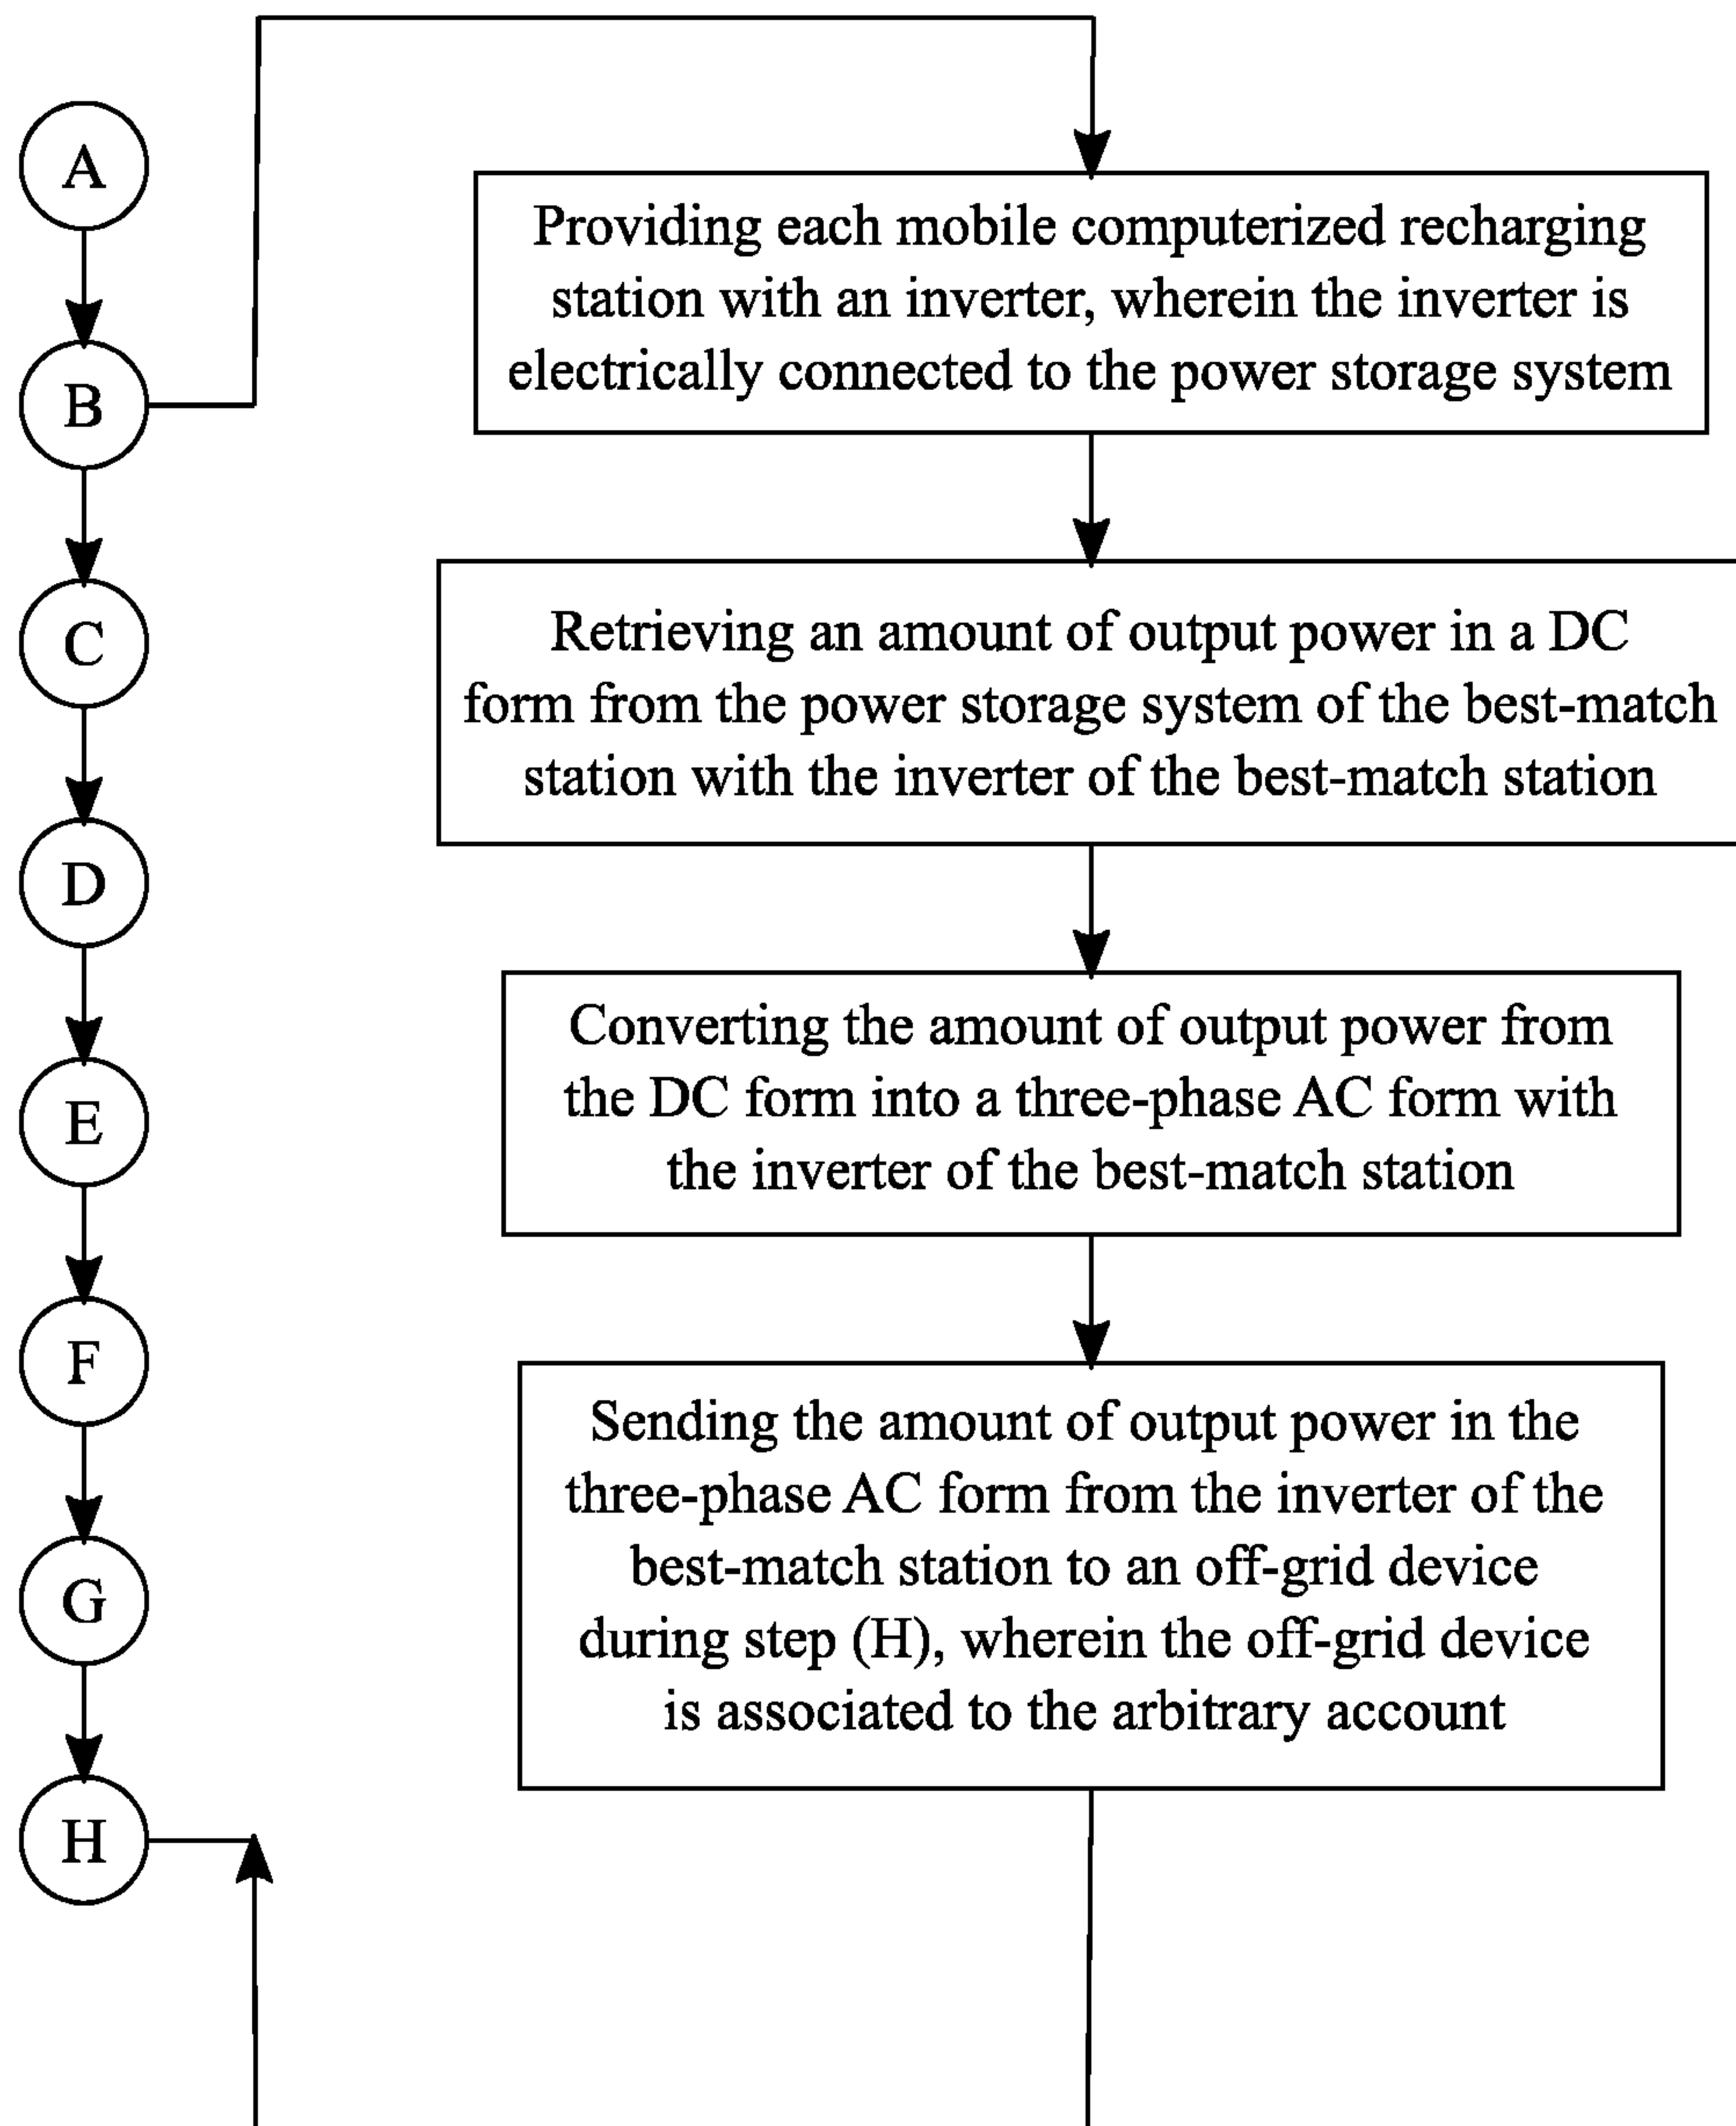 A
B
C
D
E
F
G
H
Providing each mobile computerized recharging
station with an inverter, wherein the inverter is
electrically connected to the power storage system
Retrieving an amount of output power in a DC
form from the power storage system of the best-match
station with the inverter of the best-match station
Converting the amount of output power from
the DC form into a three-phase AC form with
the inverter of the best-match station
Sending the amount of output power in the
three-phase AC form from the inverter of the
best-match station to an off-grid device
during step (H), wherein the off-grid device
is associated to the arbitrary account